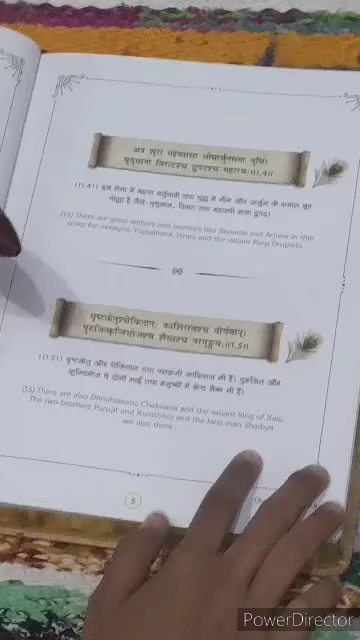 अत्र शूरा महेष्वासा भीमार्जुनसमा युधि।
युयुधानो विराटश्च द्रुपदश्च महारथः।।1.4।।
।।1.4।। इस सेना में महान धनुर्धारी तथा युद्ध में भीम और अर्जुन के समान शूर
योद्धा हैं जैसे- युयुधान, विराट तथा महारथी राजा द्रुपद।
(1.4) There are great archers and warriors like Bheema and Arjuna in this
army for example, Yuyudhana, Virata and the valiant King Drupada.
धृष्टकेतुश्चेकितानः काशिराजश्च वीर्यवान्।
पुरुजित्कुन्तिभोजश्च शैब्यश्च नरपुङ्गवः।।1.5।।
।।1.5।। धृष्टकेतु और चेकितान तथा काशिराज भी हैं। पुरुजित और
कुन्तिभोज ये दोनों भाई तथा मनुष्यों में श्रेष्ठ शैब्य भी हैं।
(1.5) There are also Dhrishtaketu, Chekitana and the valiant king of Kasi,
The two brothers Purujit and Kuntibhoj and the best man Shaibya
are also there
5
PowerDirector